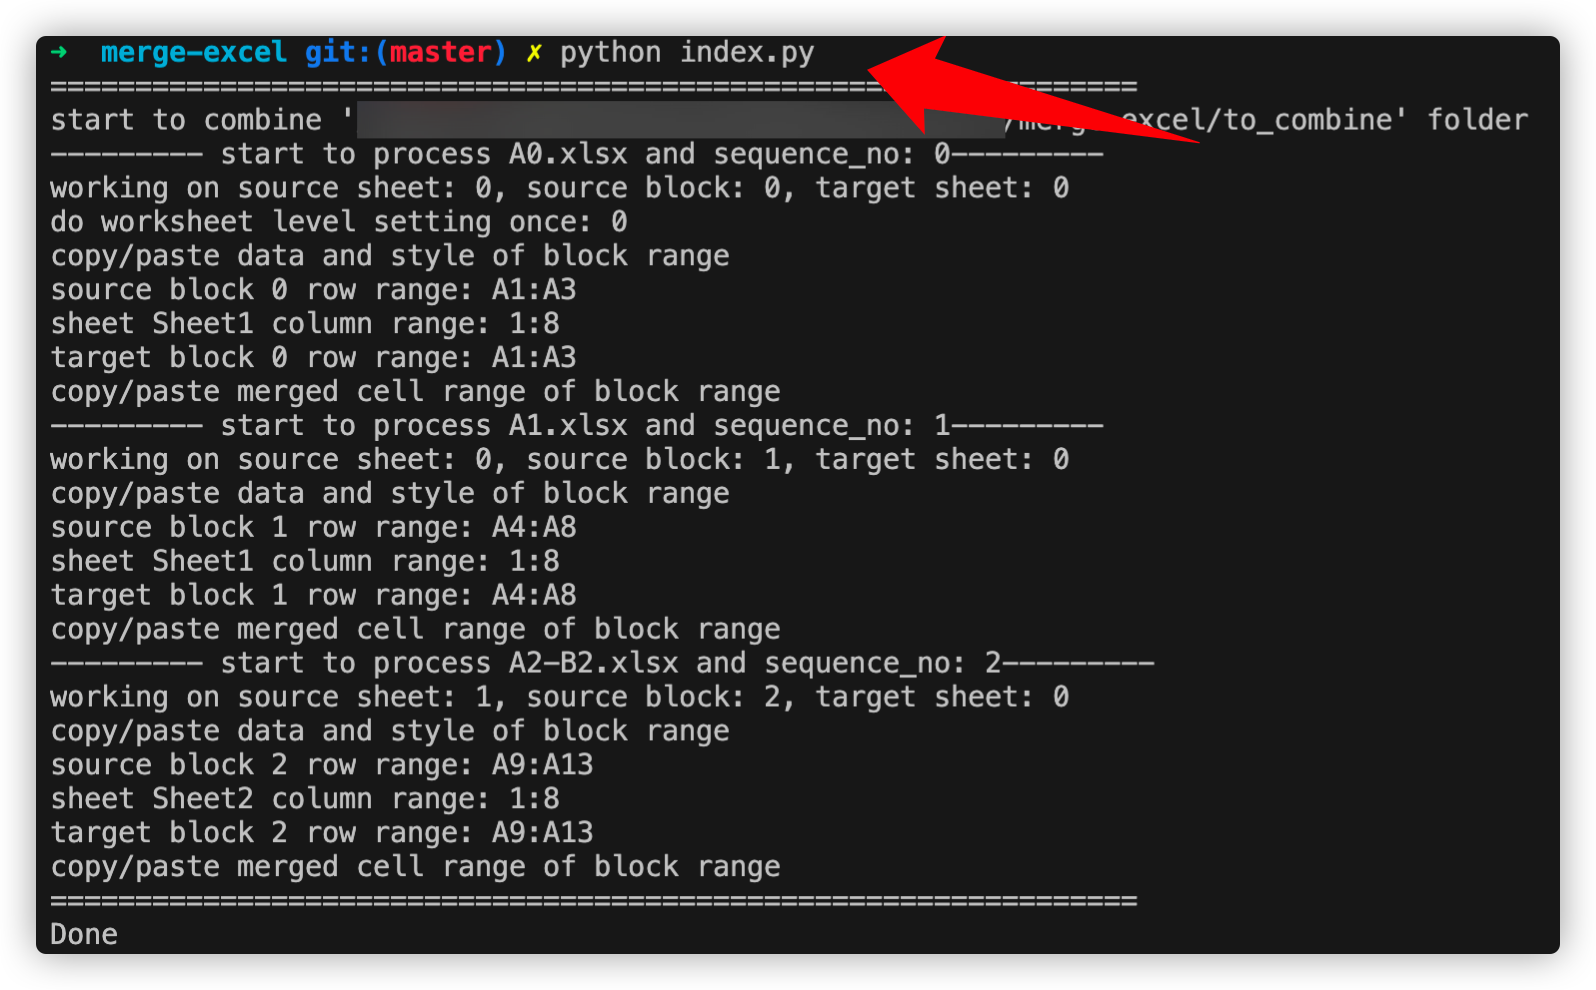 ➜  merge-excel git:(master) ✗ python index.py
================================================================
start to combine '/merge-excel/to_combine' folder
--------- start to process A0.xlsx and sequence_no: 0---------
working on source sheet: 0, source block: 0, target sheet: 0
do worksheet level setting once: 0
copy/paste data and style of block range
source block 0 row range: A1:A3
sheet Sheet1 column range: 1:8
target block 0 row range: A1:A3
copy/paste merged cell range of block range
--------- start to process A1.xlsx and sequence_no: 1---------
working on source sheet: 0, source block: 1, target sheet: 0
copy/paste data and style of block range
source block 1 row range: A4:A8
sheet Sheet1 column range: 1:8
target block 1 row range: A4:A8
copy/paste merged cell range of block range
--------- start to process A2-B2.xlsx and sequence_no: 2---------
working on source sheet: 1, source block: 2, target sheet: 0
copy/paste data and style of block range
source block 2 row range: A9:A13
sheet Sheet2 column range: 1:8
target block 2 row range: A9:A13
copy/paste merged cell range of block range
================================================================
Done